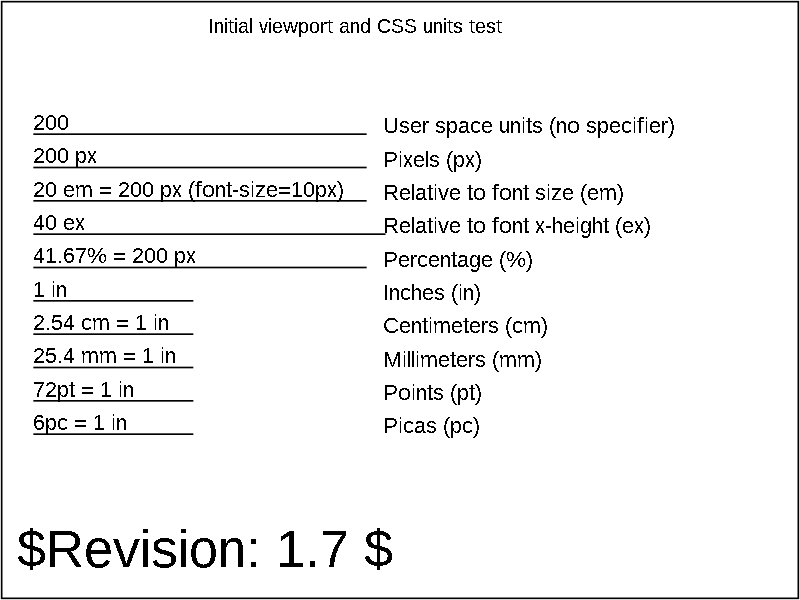 Initial viewport and CSS units test
200 User space units (no specifier)
200 px Pixels (px)
20 em = 200 px (font-size=10px) Relative to font size (em)
40 ex Relative to font x-height (ex)
41.67% = 200 px Percentage (%)
1 in Inches (in)
2.54 cm = 1 in Centimeters (cm)
25.4 mm = 1 in Millimeters (mm)
72pt = 1 in Points (pt)
6pc = 1 in Picas (pc)
$Revision: 1.7 $